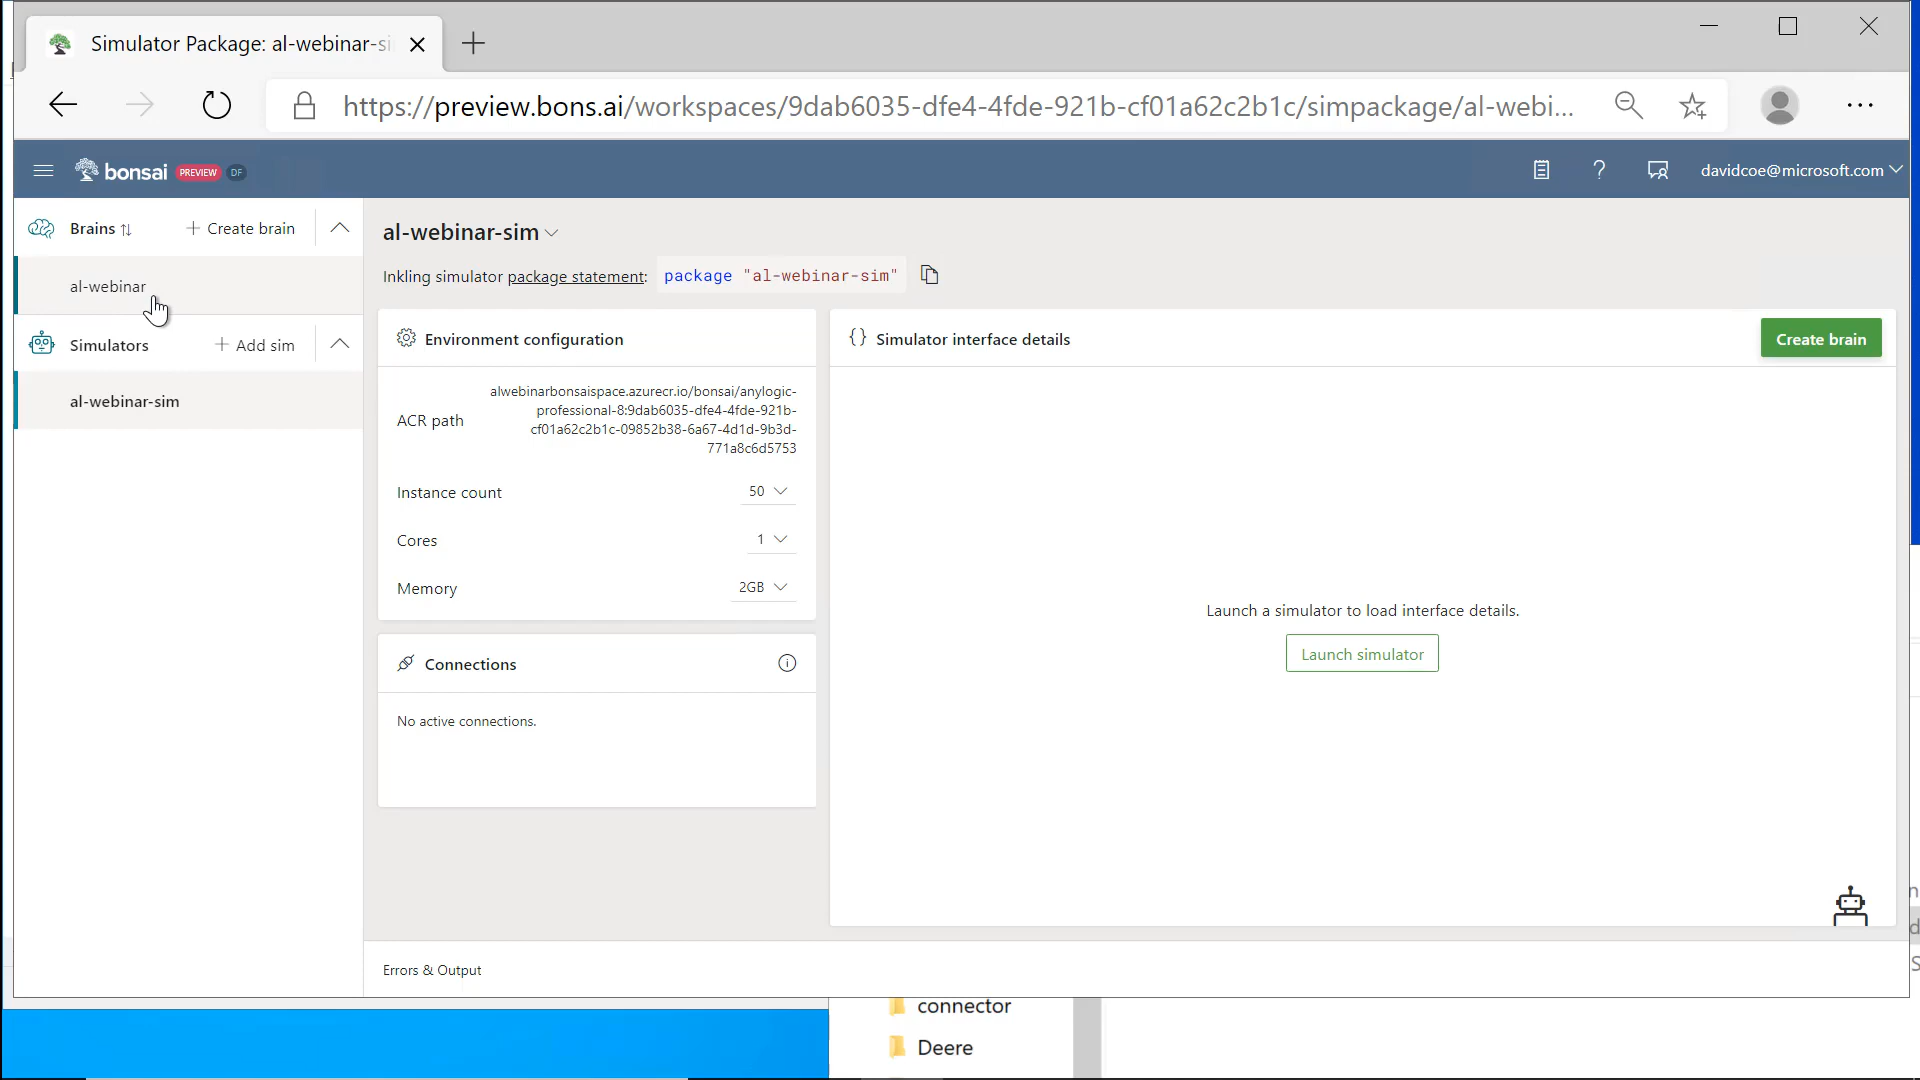 Simulator Package: al-webinar-si
https://preview.bons.ai/workspaces/9dab6035-dfe4-4fde-921b-cf01a62c2b1c/simpackage/al-webi...
bonsai PREVIEW DF
davidcoe@microsoft.com
Brains
+ Create brain
al-webinar
Simulators
+ Add sim
al-webinar-sim
al-webinar-sim
Inkling simulator package statement: package "al-webinar-sim"
Environment configuration
ACR path
alwebinarbonsaispace.azurecr.io/bonsai/anylogic-
professional-8:9dab6035-dfe4-4fde-921b-
cf01a62c2b1c-09852b38-6a67-4d1d-9b3d-
771a8c6d5753
Instance count 50
Cores 1
Memory 2GB
Connections
No active connections.
{} Simulator interface details
Create brain
Launch a simulator to load interface details.
Launch simulator
Errors & Output
connector
Deere